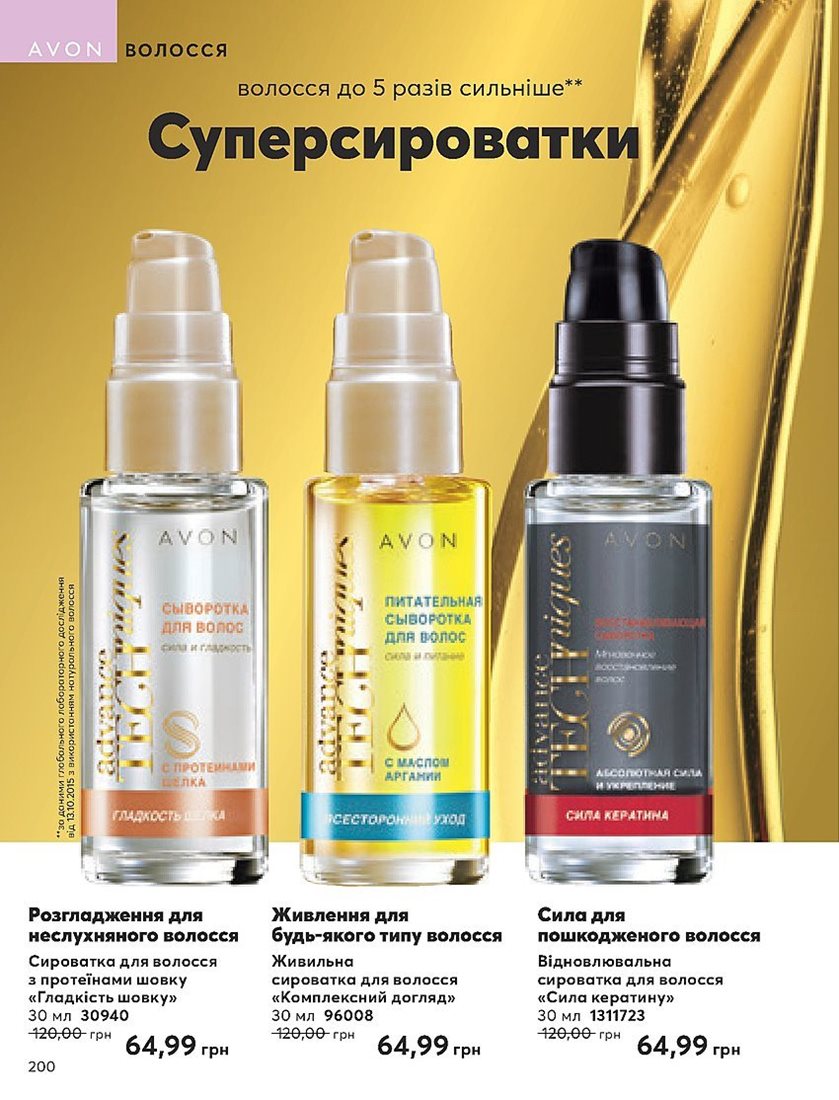 AVON ВОЛОССЯ
волосся до 5 разів сильніше**
Суперсироватки
**за даними глобального лабораторного дослідження
від 13.10.2015 з використанням натурального волосся
AVON
advance
TECHniques
СЫВОРОТКА
ДЛЯ ВОЛОС
сила и гладкость
С ПРОТЕИНАМИ
ШЕЛКА
ГЛАДКОСТЬ ШЕЛКА
AVON
advance
TECHniques
ПИТАТЕЛЬНАЯ
СЫВОРОТКА
ДЛЯ ВОЛОС
сила и питание
С МАСЛОМ
АРГАНИИ
ВСЕСТОРОННИЙ УХОД
AVON
advance
TECHniques
ВОССТАНАВЛИВАЮЩАЯ
СЫВОРОТКА
Мгновенное
восстановление
волос
АБСОЛЮТНАЯ СИЛА
И УКРЕПЛЕНИЕ
СИЛА КЕРАТИНА
Розгладження для
неслухняного волосся
Сироватка для волосся
з протеїнами шовку
«Гладкість шовку»
30 мл 30940
120,00 грн
64,99 грн
Живлення для
будь-якого типу волосся
Живильна
сироватка для волосся
«Комплексний догляд»
30 мл 96008
120,00 грн
64,99 грн
Сила для
пошкодженого волосся
Відновлювальна
сироватка для волосся
«Сила кератину»
30 мл 1311723
120,00 грн
64,99 грн
200